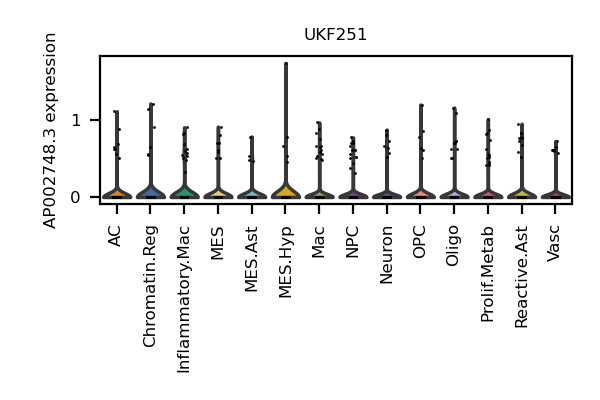 UKF251
AP002748.3 expression
1
0
AC
Chromatin.Reg
Inflammatory.Mac
MES
MES.Ast
MES.Hyp
Mac
NPC
Neuron
OPC
Oligo
Prolif.Metab
Reactive.Ast
Vasc